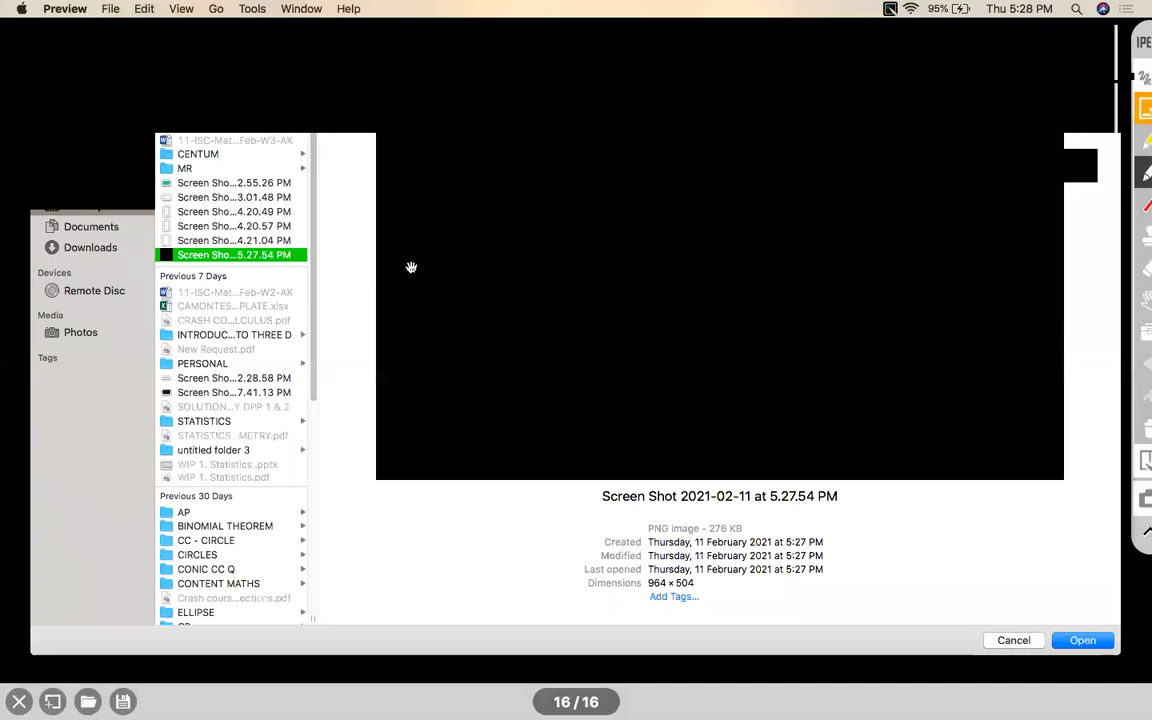 Preview File Edit View Go Tools Window Help 95% Thu 5:28 PM
IPE
11-ISC-Mat...Feb-W3-AK
CENTUM
MR
Screen Sho...2.55.26 PM
Screen Sho...3.01.48 PM
Screen Sho...4.20.49 PM
Screen Sho...4.20.57 PM
Screen Sho...4.21.04 PM
Screen Sho...5.27.54 PM
Documents
Downloads
Devices
Remote Disc
Media
Photos
Tags
Previous 7 Days
11-ISC-Mat...Feb-W2-AK
CAMONTES...PLATE.xlsx
CRASH CO...LCULUS.pdf
INTRODUC...TO THREE D
New Request.pdf
PERSONAL
Screen Sho...2.28.58 PM
Screen Sho...7.41.13 PM
SOLUTION...Y DPP 1 & 2
STATISTICS
STATISTICS...METRY.pdf
untitled folder 3
WIP 1. Statistics .pptx
WIP 1. Statistics.pdf
Previous 30 Days
AP
BINOMIAL THEOREM
CC - CIRCLE
CIRCLES
CONIC CC Q
CONTENT MATHS
Crash cours...ections.pdf
ELLIPSE
Screen Shot 2021-02-11 at 5.27.54 PM
PNG image - 276 KB
Created Thursday, 11 February 2021 at 5:27 PM
Modified Thursday, 11 February 2021 at 5:27 PM
Last opened Thursday, 11 February 2021 at 5:27 PM
Dimensions 964 × 504
Add Tags...
Cancel Open
16 / 16